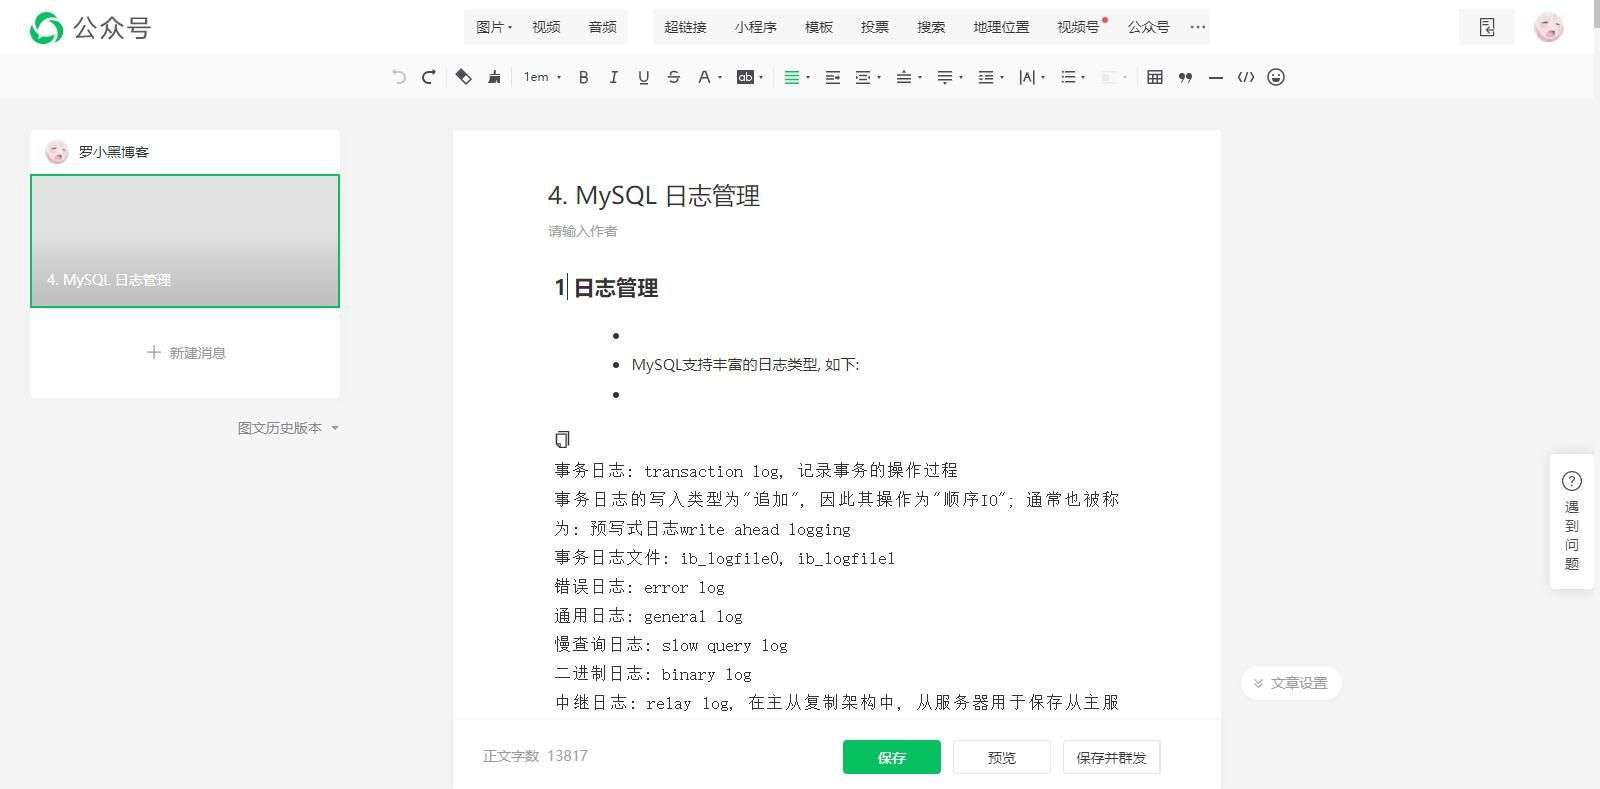 公众号
图片 视频 音频 超链接 小程序 模板 投票 搜索 地理位置 视频号 公众号 ···
1em B I U S A ab |A| </>
罗小黑博客
4. MySQL 日志管理
新建消息
图文历史版本
4. MySQL 日志管理
请输入作者
1 日志管理
MySQL支持丰富的日志类型, 如下:
事务日志: transaction log, 记录事务的操作过程
事务日志的写入类型为"追加", 因此其操作为"顺序IO"; 通常也被称
为: 预写式日志write ahead logging
事务日志文件: ib_logfile0, ib_logfile1
错误日志: error log
通用日志: general log
慢查询日志: slow query log
二进制日志: binary log
中继日志: relay log, 在主从复制架构中, 从服务器用于保存从主服
正文字数 13817
保存 预览 保存并群发
文章设置
?
遇
到
问
题